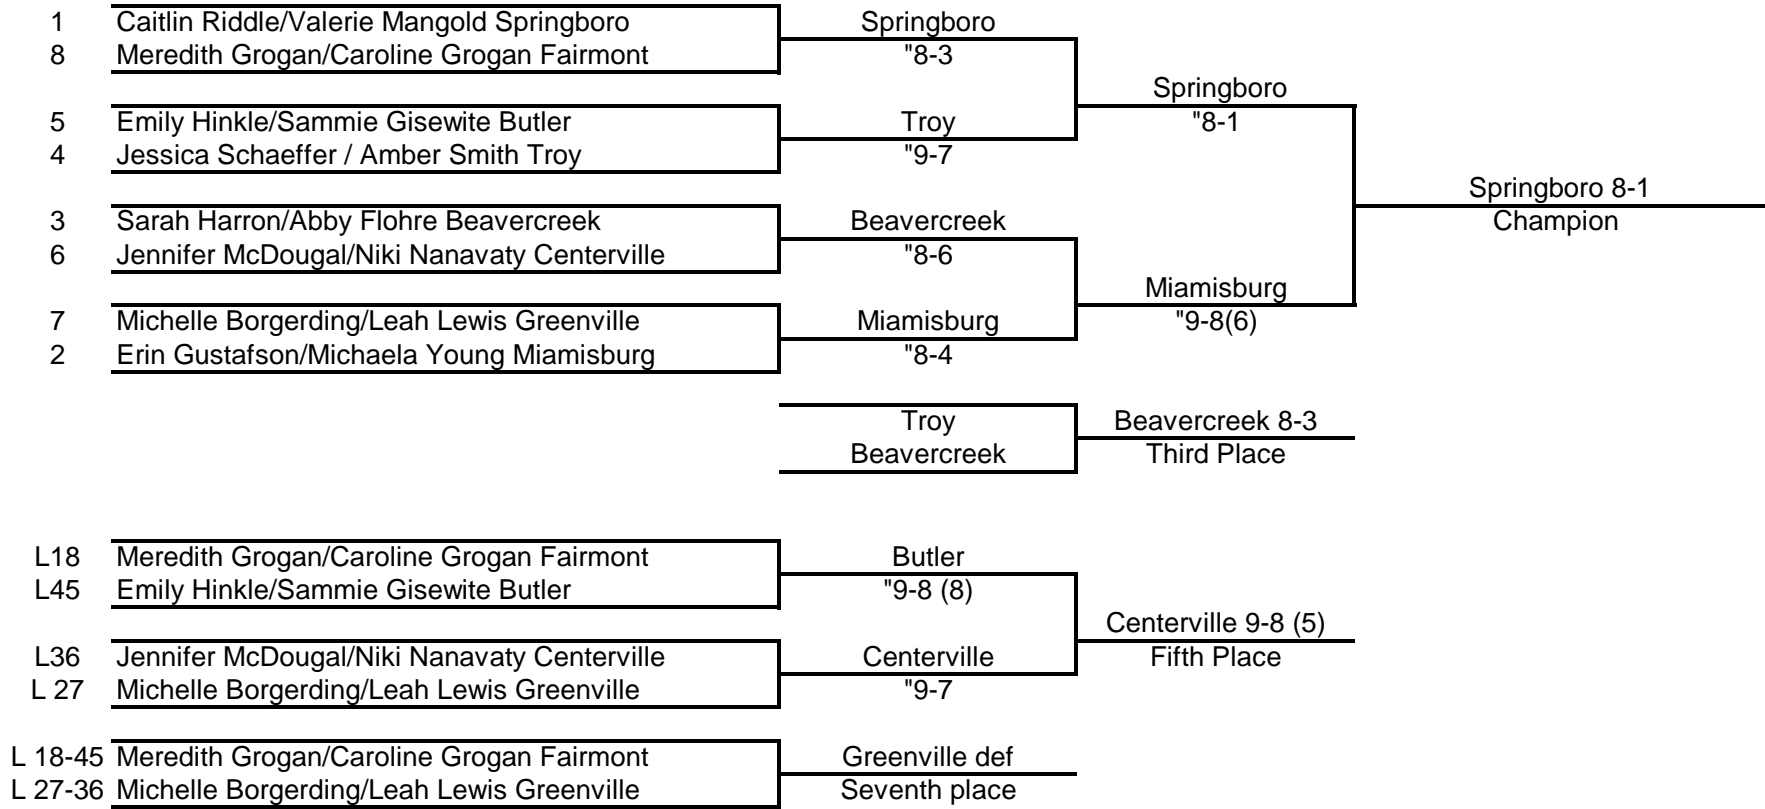 1 Caitlin Riddle/Valerie Mangold Springboro Springboro
8 Meredith Grogan/Caroline Grogan Fairmont "8-3
Springboro
5 Emily Hinkle/Sammie Gisewite Butler Troy "8-1
4 Jessica Schaeffer / Amber Smith Troy "9-7
Springboro 8-1
3 Sarah Harron/Abby Flohre Beavercreek Beavercreek Champion
6 Jennifer McDougal/Niki Nanavaty Centerville "8-6
Miamisburg
7 Michelle Borgerding/Leah Lewis Greenville Miamisburg "9-8(6)
2 Erin Gustafson/Michaela Young Miamisburg "8-4
Troy Beavercreek 8-3
Beavercreek Third Place
L18 Meredith Grogan/Caroline Grogan Fairmont Butler
L45 Emily Hinkle/Sammie Gisewite Butler "9-8 (8)
Centerville 9-8 (5)
L36 Jennifer McDougal/Niki Nanavaty Centerville Centerville Fifth Place
L 27 Michelle Borgerding/Leah Lewis Greenville "9-7
L 18-45 Meredith Grogan/Caroline Grogan Fairmont Greenville def
L 27-36 Michelle Borgerding/Leah Lewis Greenville Seventh place